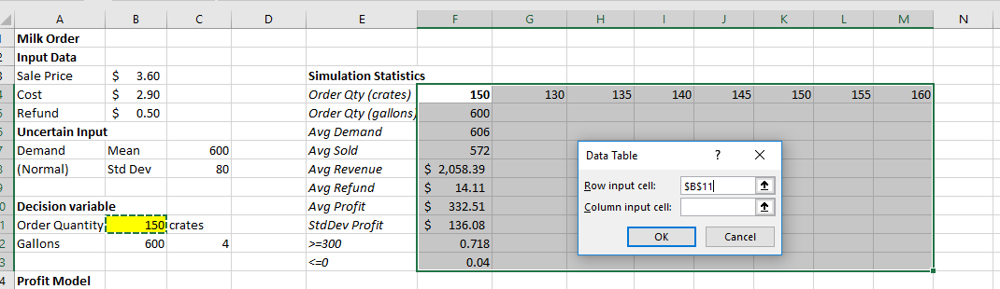 A B C D E F G H I J K L M N
1 Milk Order
2 Input Data
3 Sale Price $ 3.60 Simulation Statistics
4 Cost $ 2.90 Order Qty (crates) 150 130 135 140 145 150 155 160
5 Refund $ 0.50 Order Qty (gallons) 600
6 Uncertain Input Avg Demand 606
7 Demand Mean 600 Avg Sold 572
8 (Normal) Std Dev 80 Avg Revenue $ 2,058.39
9 Avg Refund $ 14.11
0 Decision variable Avg Profit $ 332.51
1 Order Quantity 150 crates StdDev Profit $ 136.08
2 Gallons 600 4 >=300 0.718
3 <=0 0.04
4 Profit Model
Data Table ? X
Row input cell: $B$11
Column input cell:
OK Cancel